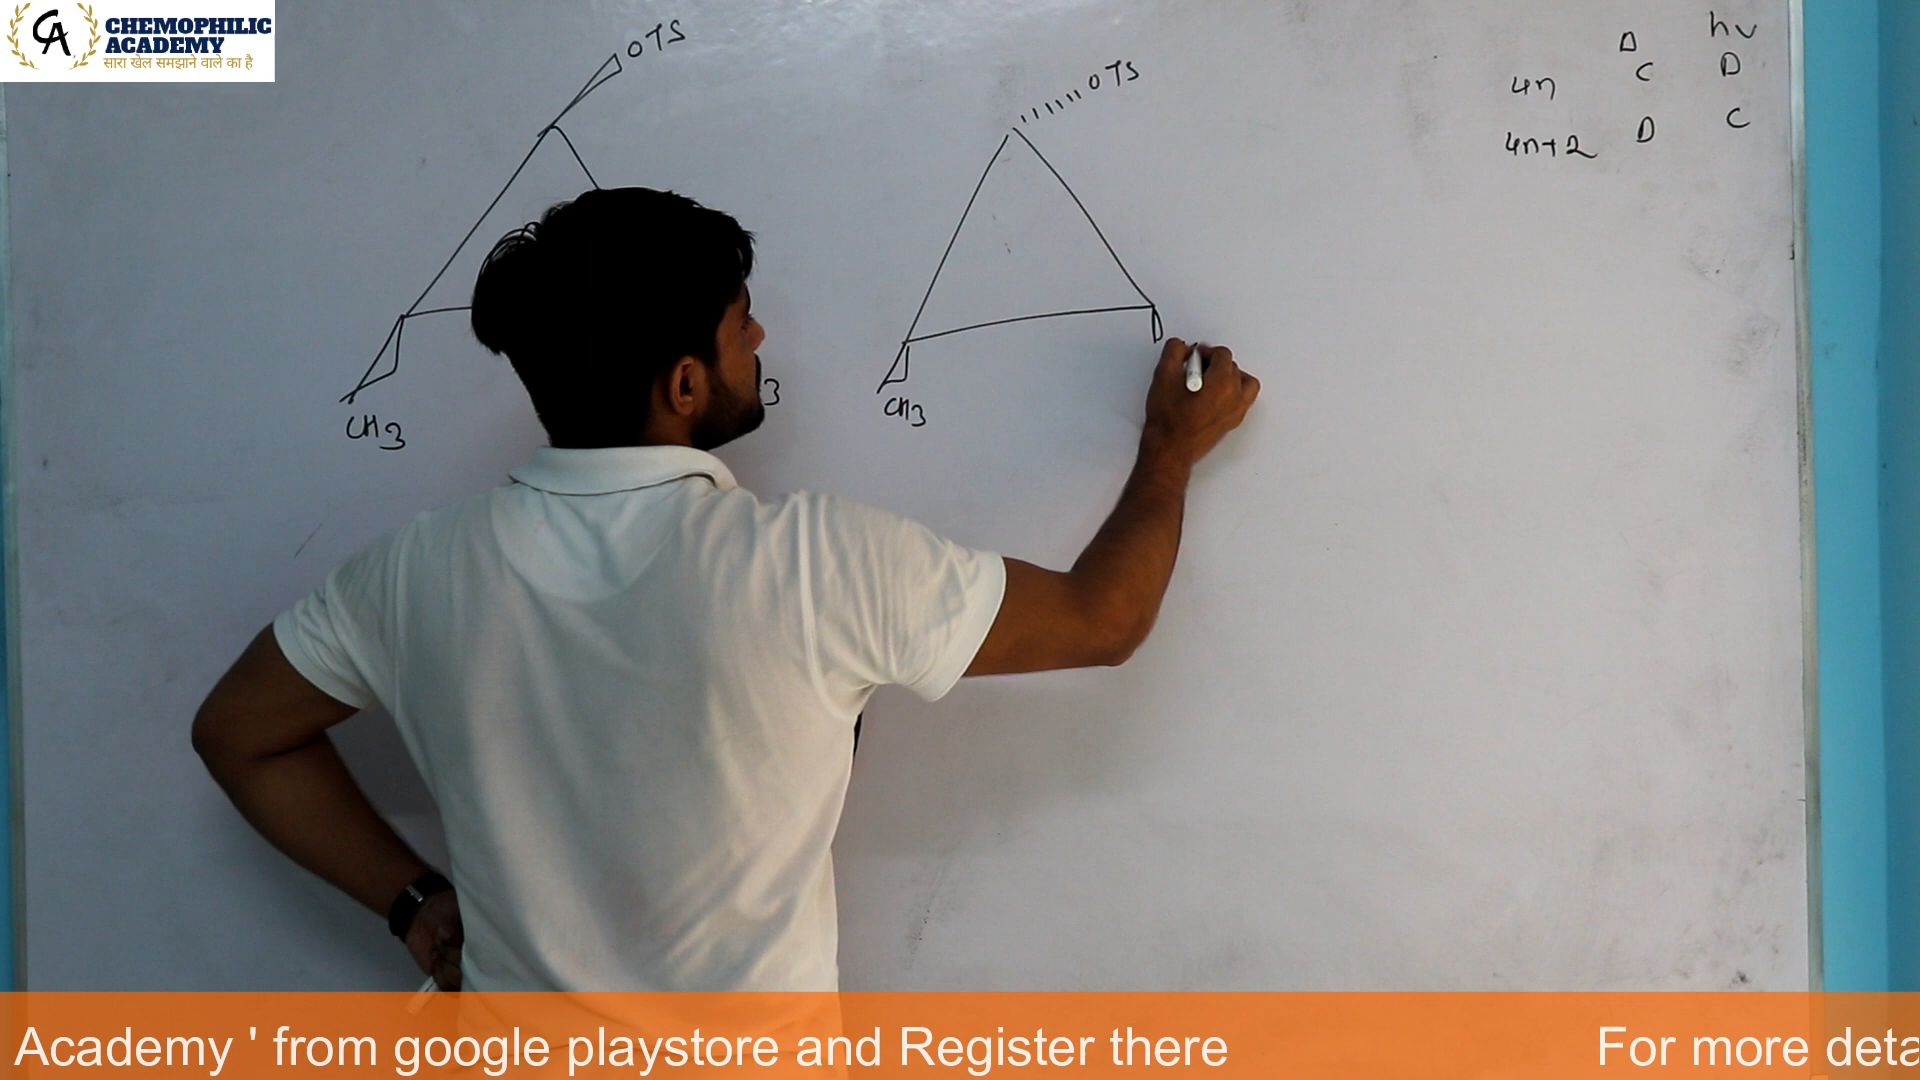 CA
CHEMOPHILIC
ACADEMY
सारा खेल समझाने वाले का है
OTS
OTS
CH3
3
CH3
Δ hν
4n C D
4n+2 D C
Academy ' from google playstore and Register there
For more deta